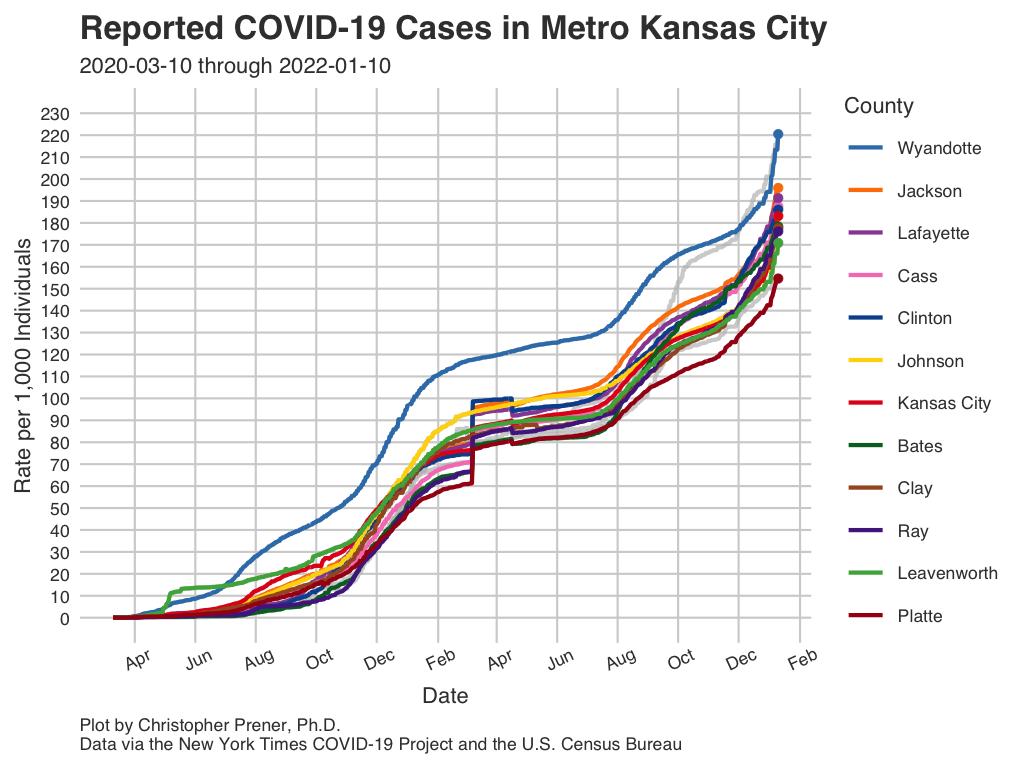 Reported COVID-19 Cases in Metro Kansas City
2020-03-10 through 2022-01-10
Rate per 1,000 Individuals
230
220
210
200
190
180
170
160
150
140
130
120
110
100
90
80
70
60
50
40
30
20
10
0
Apr Jun Aug Oct Dec Feb Apr Jun Aug Oct Dec Feb
Date
County
Wyandotte
Jackson
Lafayette
Cass
Clinton
Johnson
Kansas City
Bates
Clay
Ray
Leavenworth
Platte
Plot by Christopher Prener, Ph.D.
Data via the New York Times COVID-19 Project and the U.S. Census Bureau